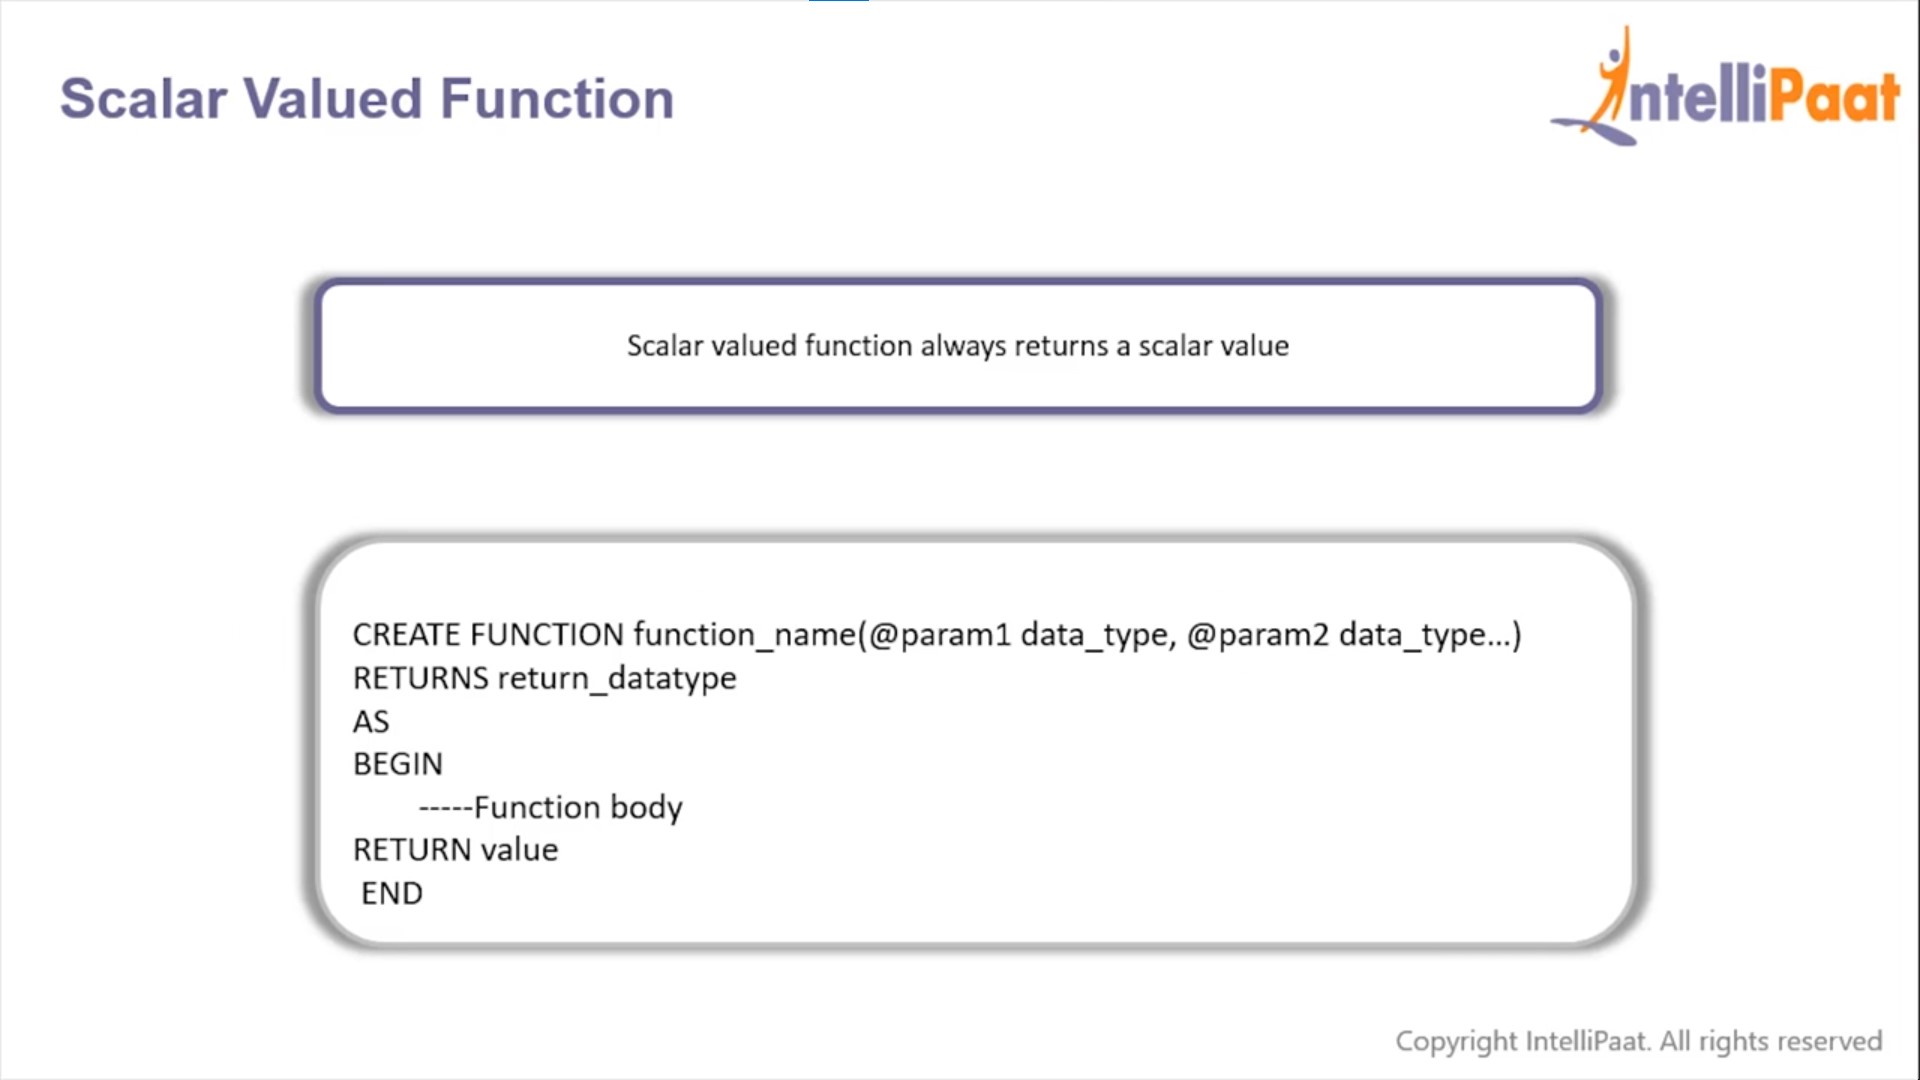 Scalar Valued Function
IntelliPaat
Scalar valued function always returns a scalar value
CREATE FUNCTION function_name(@param1 data_type, @param2 data_type...)
RETURNS return_datatype
AS
BEGIN
-----Function body
RETURN value
END
Copyright IntelliPaat. All rights reserved